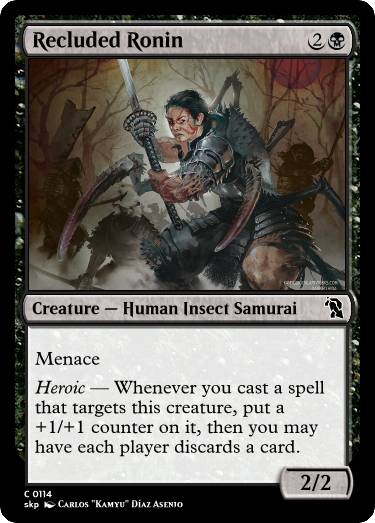 Recluded Ronin 2
Creature — Human Insect Samurai
Menace
Heroic — Whenever you cast a spell
that targets this creature, put a
+1/+1 counter on it, then you may
have each player discards a card.
2/2
C 0114
skp Carlos "Kamyu" Díaz Asenjo